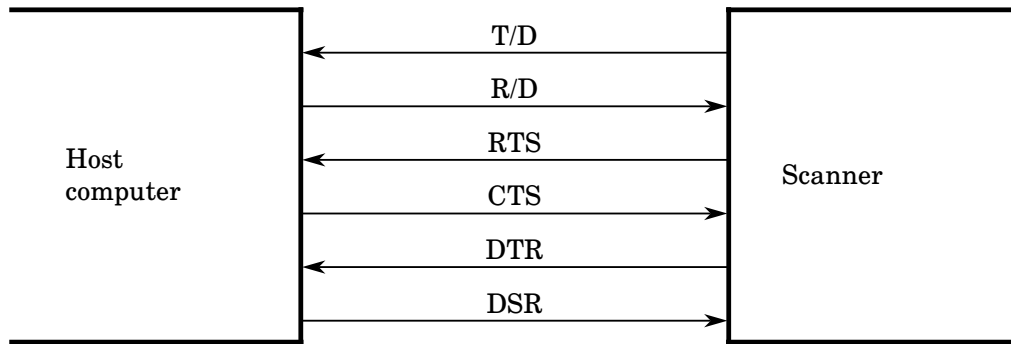 T/D
R/D
RTS
Host
computer
Scanner
CTS
DTR
DSR